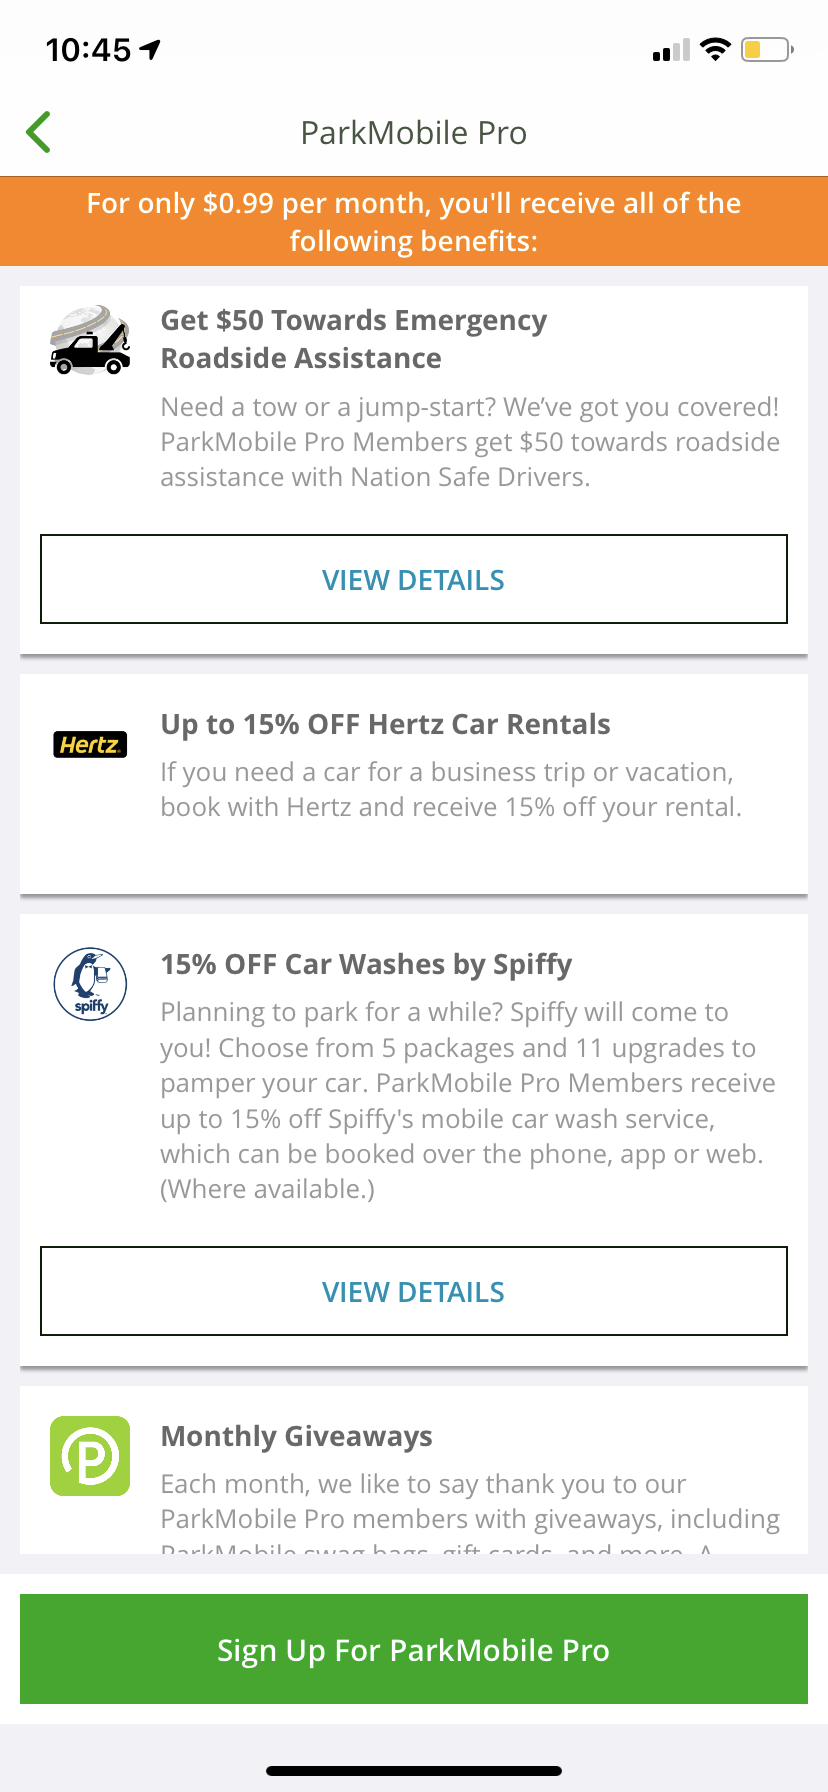 10:45
ParkMobile Pro
For only $0.99 per month, you'll receive all of the
following benefits:
Get $50 Towards Emergency
Roadside Assistance
Need a tow or a jump-start? We’ve got you covered!
ParkMobile Pro Members get $50 towards roadside
assistance with Nation Safe Drivers.
VIEW DETAILS
Hertz.
Up to 15% OFF Hertz Car Rentals
If you need a car for a business trip or vacation,
book with Hertz and receive 15% off your rental.
spiffy
15% OFF Car Washes by Spiffy
Planning to park for a while? Spiffy will come to
you! Choose from 5 packages and 11 upgrades to
pamper your car. ParkMobile Pro Members receive
up to 15% off Spiffy's mobile car wash service,
which can be booked over the phone, app or web.
(Where available.)
VIEW DETAILS
P
Monthly Giveaways
Each month, we like to say thank you to our
ParkMobile Pro members with giveaways, including
ParkMobile swag bags, gift cards, and more. A
Sign Up For ParkMobile Pro